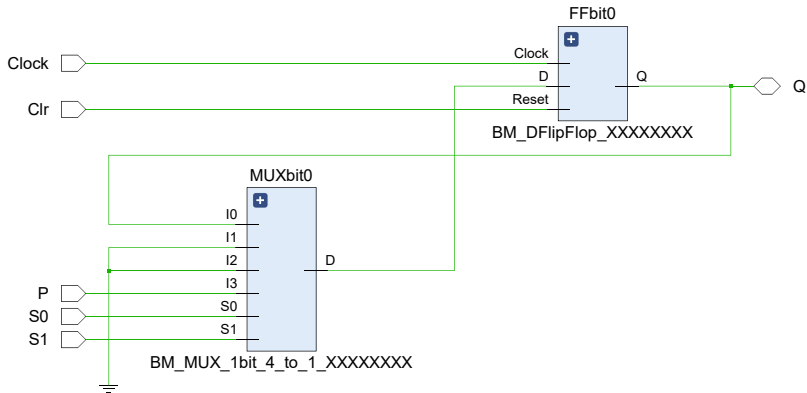 FFbit0
Clock
Clock
D
Q
Q
Clr
Reset
BM_DFlipFlop_XXXXXXXX
MUXbit0
I0
I1
I2
D
P
I3
S0
S0
S1
S1
BM_MUX_1bit_4_to_1_XXXXXXXX